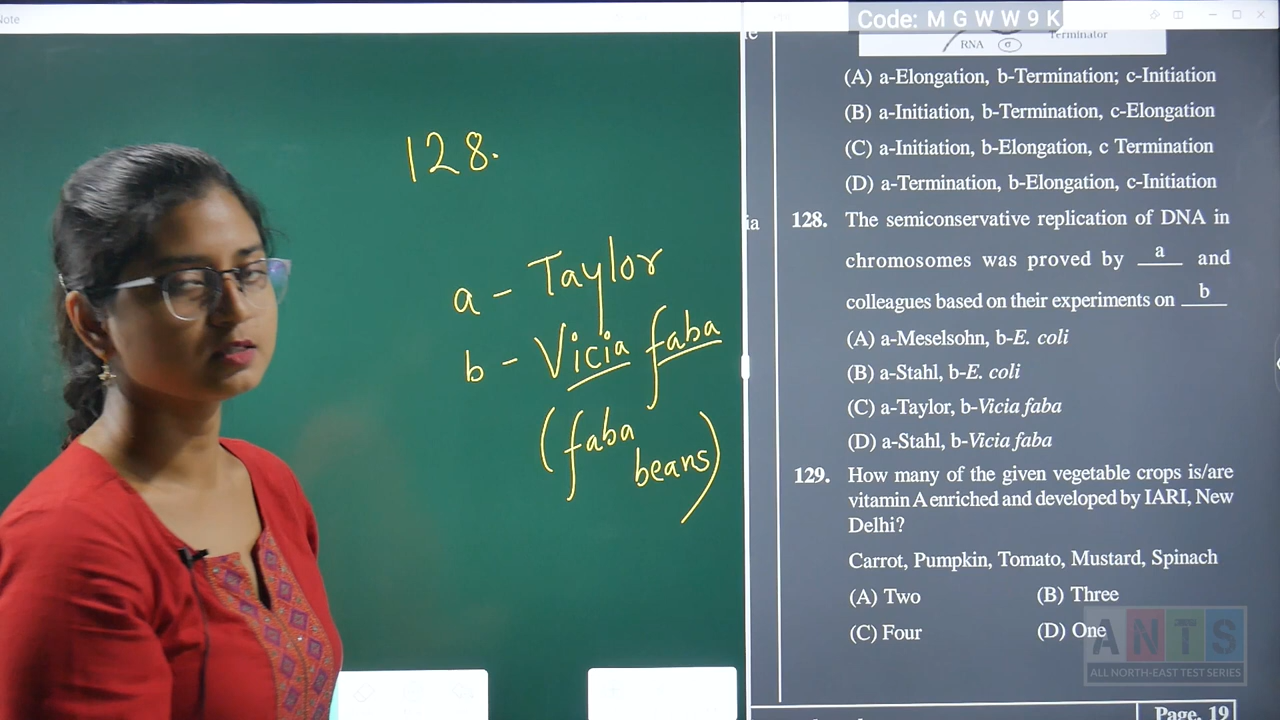 Note
Code: M G W W 9 K
RNA σ Terminator
(A) a-Elongation, b-Termination; c-Initiation
(B) a-Initiation, b-Termination, c-Elongation
(C) a-Initiation, b-Elongation, c Termination
(D) a-Termination, b-Elongation, c-Initiation
128. The semiconservative replication of DNA in
chromosomes was proved by a and
colleagues based on their experiments on b
(A) a-Meselsohn, b-E. coli
(B) a-Stahl, b-E. coli
(C) a-Taylor, b-Vicia faba
(D) a-Stahl, b-Vicia faba
129. How many of the given vegetable crops is/are
vitamin A enriched and developed by IARI, New
Delhi?
Carrot, Pumpkin, Tomato, Mustard, Spinach
(A) Two (B) Three
(C) Four (D) One
ANTS
ALL NORTH-EAST TEST SERIES
Page. 19
128.
a - Taylor
b - Vicia faba
(faba
beans)